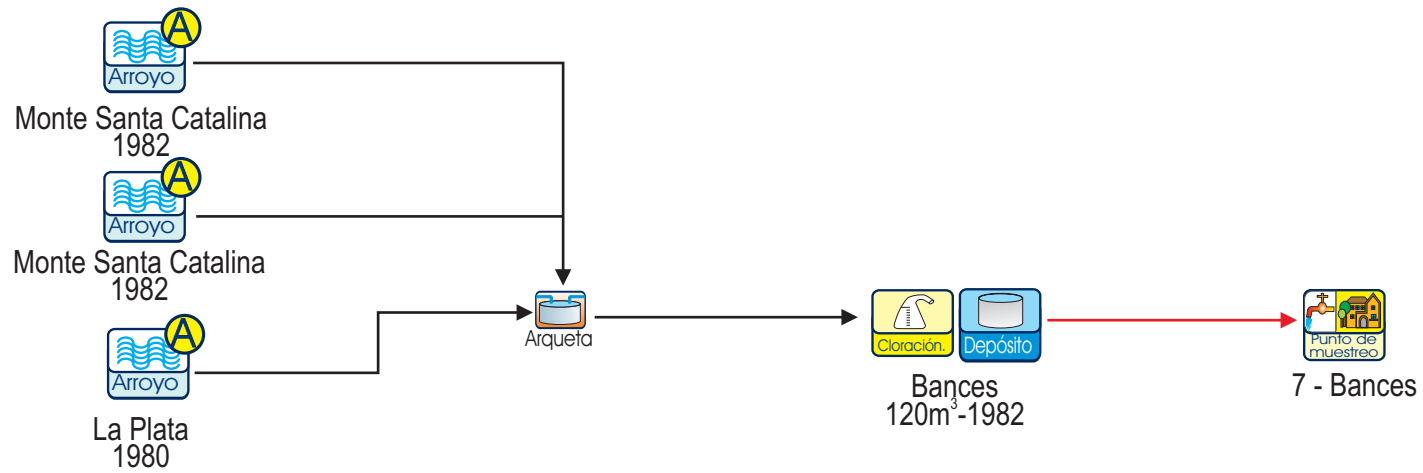 A
Arroyo
Monte Santa Catalina
1982
A
Arroyo
Monte Santa Catalina
1982
A
Arroyo
La Plata
1980
Arqueta
Cloración.
Depósito
Bances
120m³-1982
Punto de
muestreo
7 - Bances